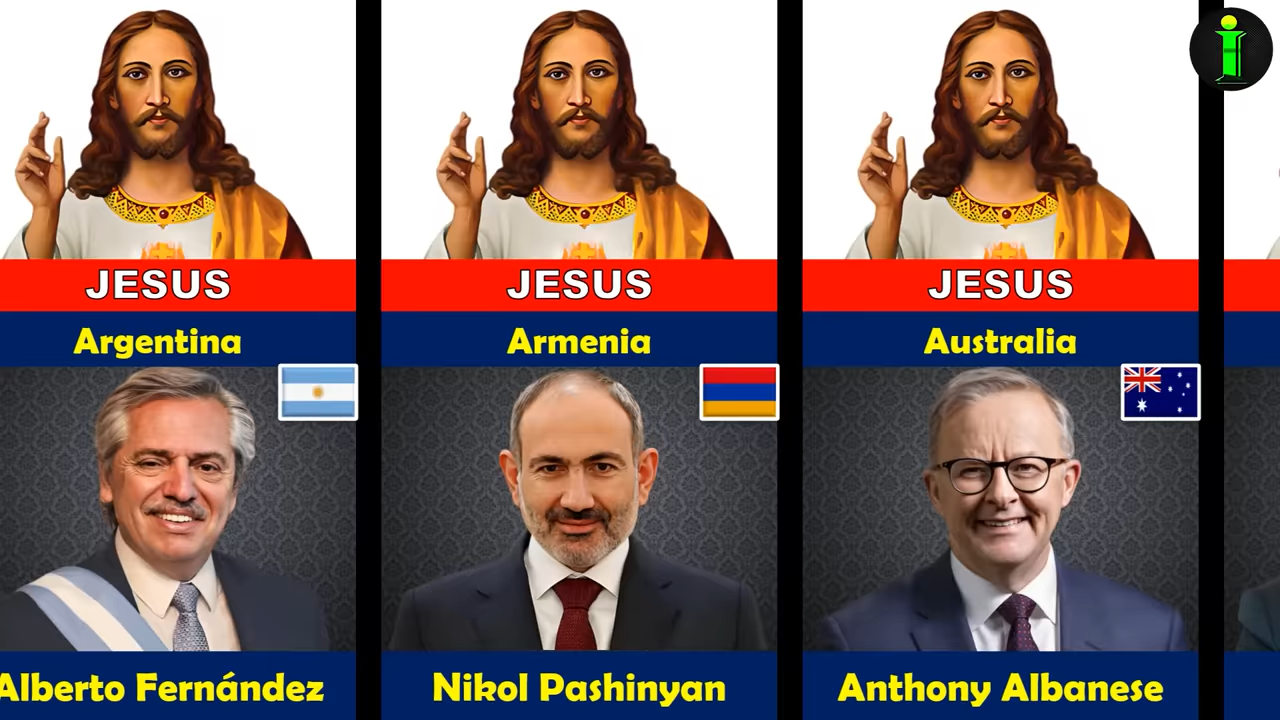 JESUS
Argentina
Alberto Fernández
JESUS
Armenia
Nikol Pashinyan
JESUS
Australia
Anthony Albanese